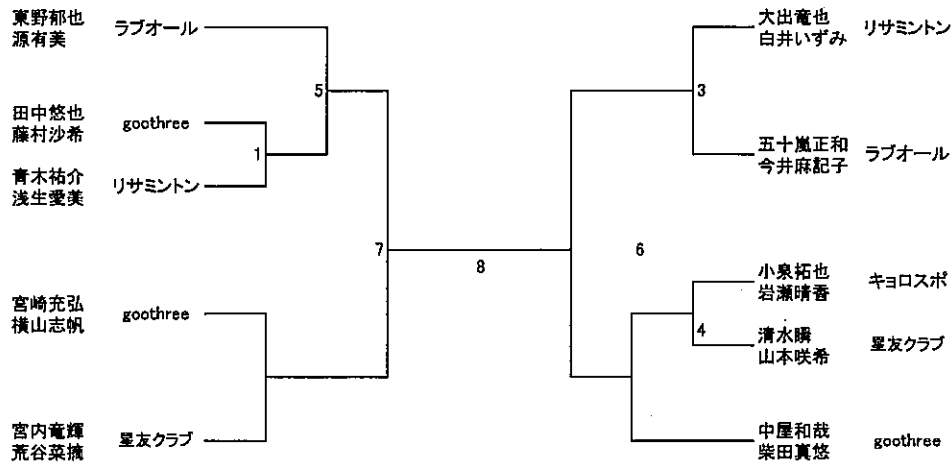 東野郁也
源有美
ラブオール
5
田中悠也
藤村沙希
goothree
1
青木祐介
浅生愛美
リサミントン
7
宮崎充弘
横山志帆
goothree
宮内竜輝
荒谷菜摘
星友クラブ
8
大出竜也
白井いずみ
リサミントン
3
五十嵐正和
今井麻記子
ラブオール
6
小泉拓也
岩瀬晴香
キョロスポ
4
清水瞬
山本咲希
星友クラブ
中屋和哉
柴田真悠
goothree